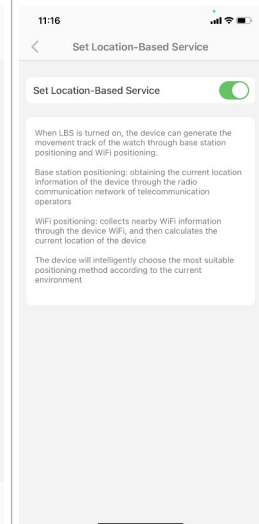 11:16
Set Location-Based Service
Set Location-Based Service
When LBS is turned on, the device can generate the
movement track of the watch through base station
positioning and WiFi positioning.
Base station positioning: obtaining the current location
information of the device through the radio
communication network of telecommunication
operators
WiFi positioning: collects nearby WiFi information
through the device WiFi, and then calculates the
current location of the device
The device will intelligently choose the most suitable
positioning method according to the current
environment